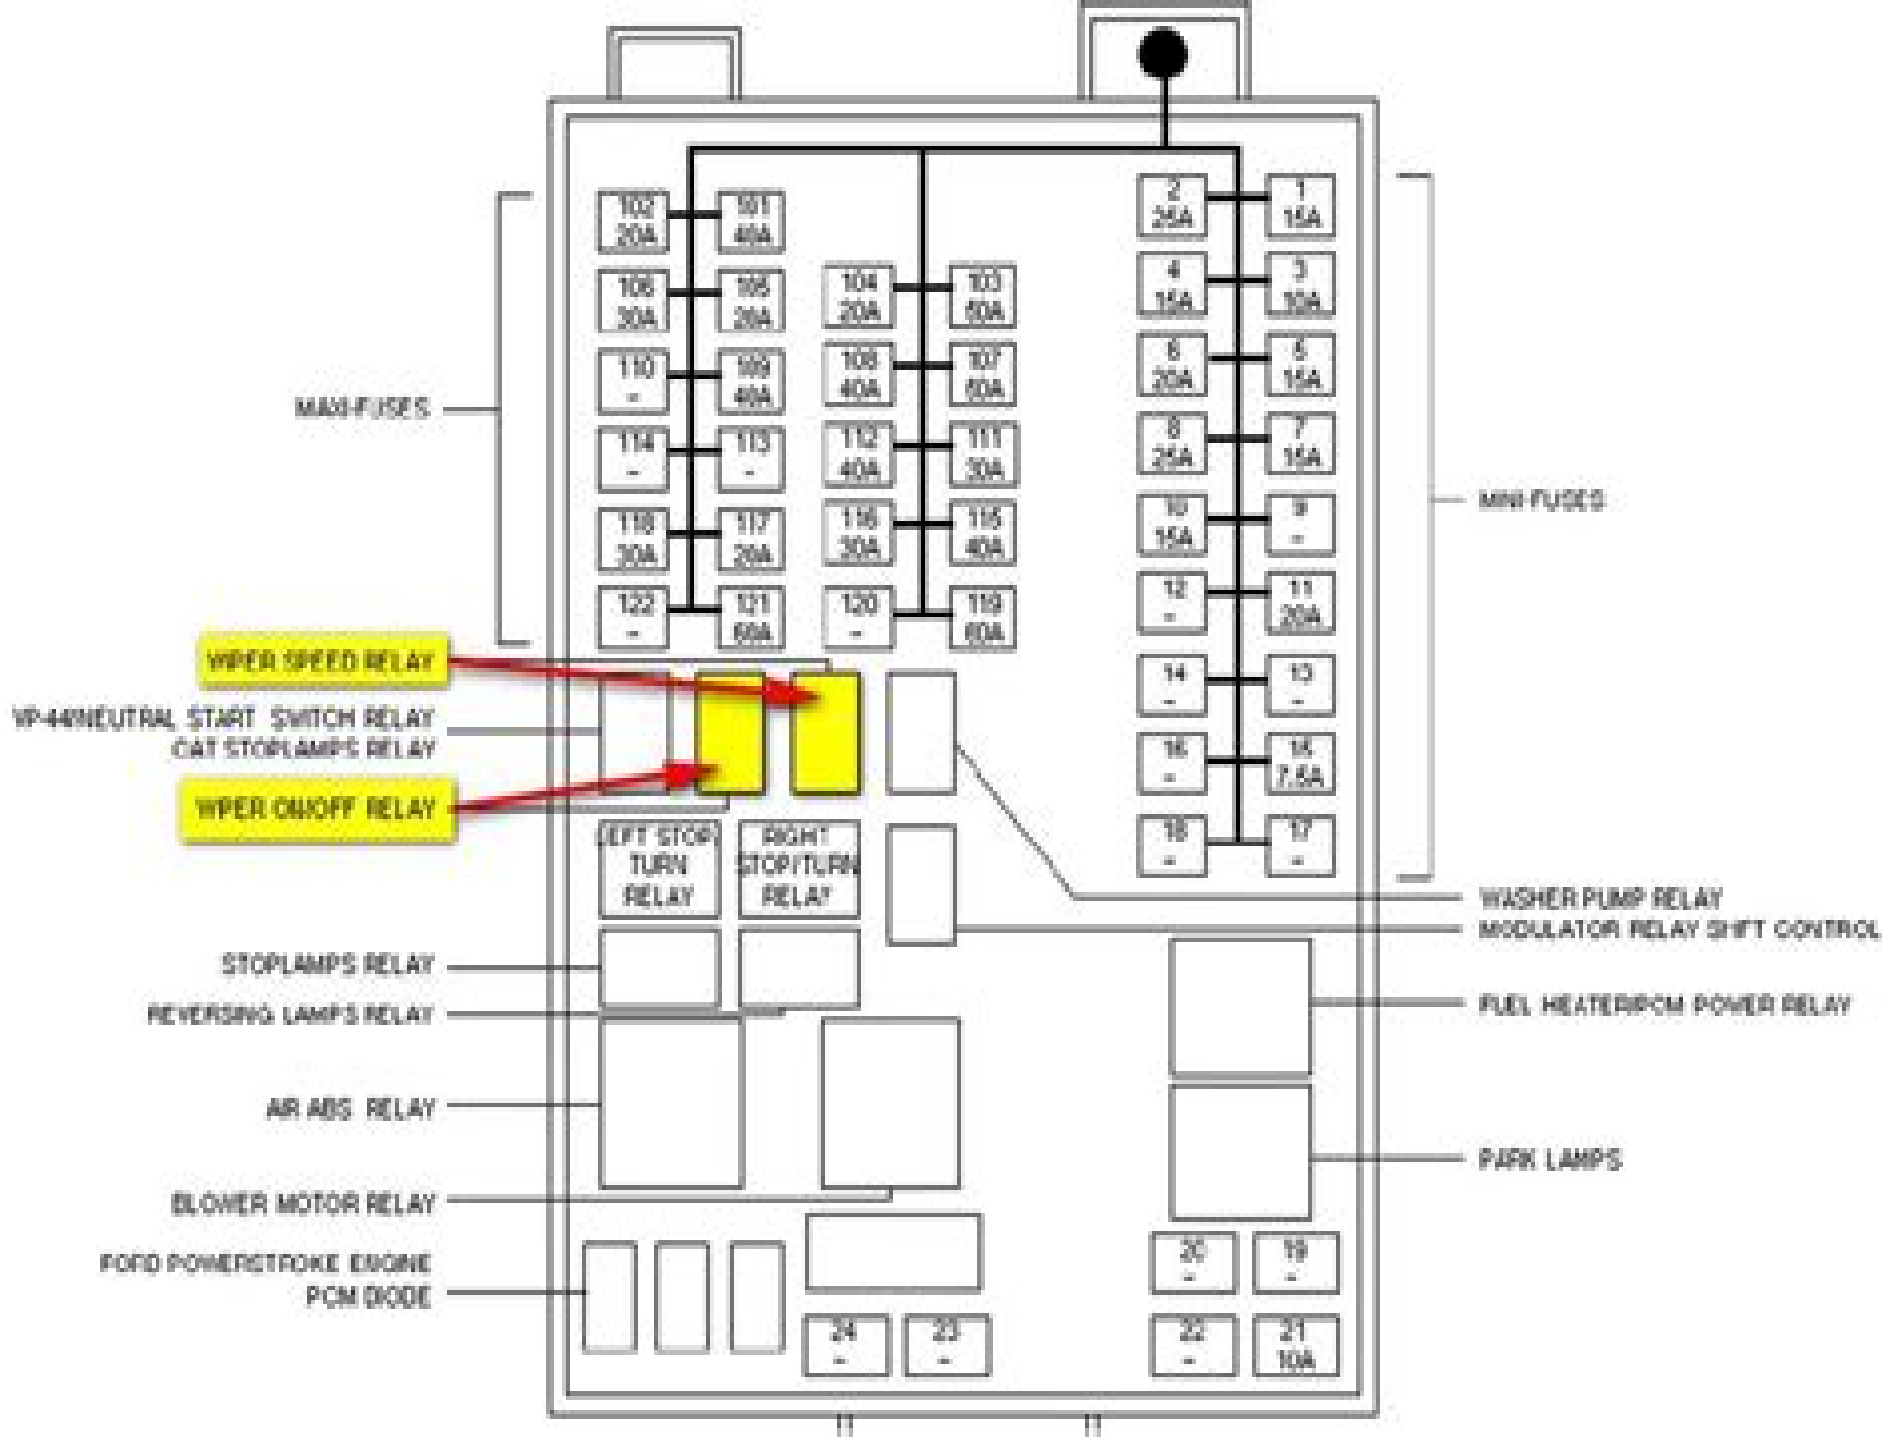 102 20A
101 40A
106 30A
105 20A
110 -
109 40A
114 -
113 -
118 30A
117 20A
122 -
121 60A
104 20A
103 60A
108 40A
107 60A
112 40A
111 30A
116 30A
115 40A
120 -
119 60A
2 25A
1 15A
4 15A
3 10A
6 20A
5 15A
8 25A
7 15A
10 15A
9 -
12 -
11 20A
14 -
13 -
16 -
15 7.5A
18 -
17 -
MAXI-FUSES
MINI-FUSES
WIPER SPEED RELAY
VP-44/NEUTRAL START SWITCH RELAY
CAT STOPLAMPS RELAY
WIPER ON/OFF RELAY
LEFT STOP/
TURN
RELAY
RIGHT
STOP/TURN
RELAY
WASHER PUMP RELAY
MODULATOR RELAY SHIFT CONTROL
STOPLAMPS RELAY
REVERSING LAMPS RELAY
FUEL HEATER/PCM POWER RELAY
AIR ABS RELAY
PARK LAMPS
BLOWER MOTOR RELAY
FORD POWERSTROKE ENGINE
PCM DIODE
20 -
19 -
24 -
23 -
22 -
21 10A